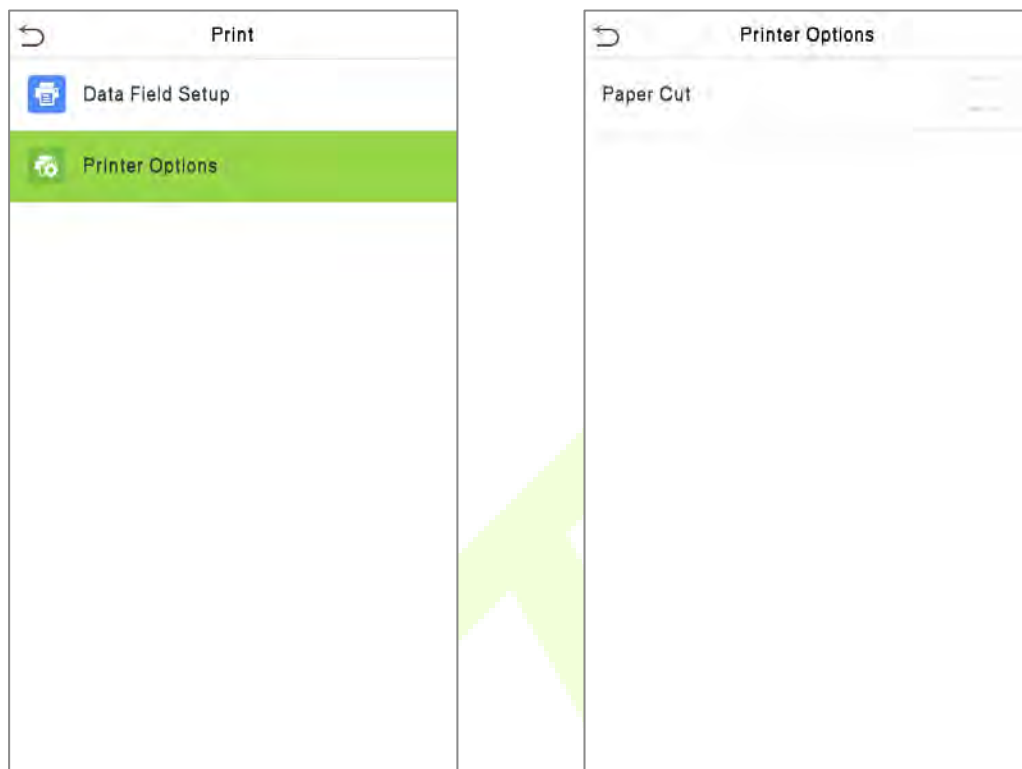 Print
Data Field Setup
Printer Options
Printer Options
Paper Cut